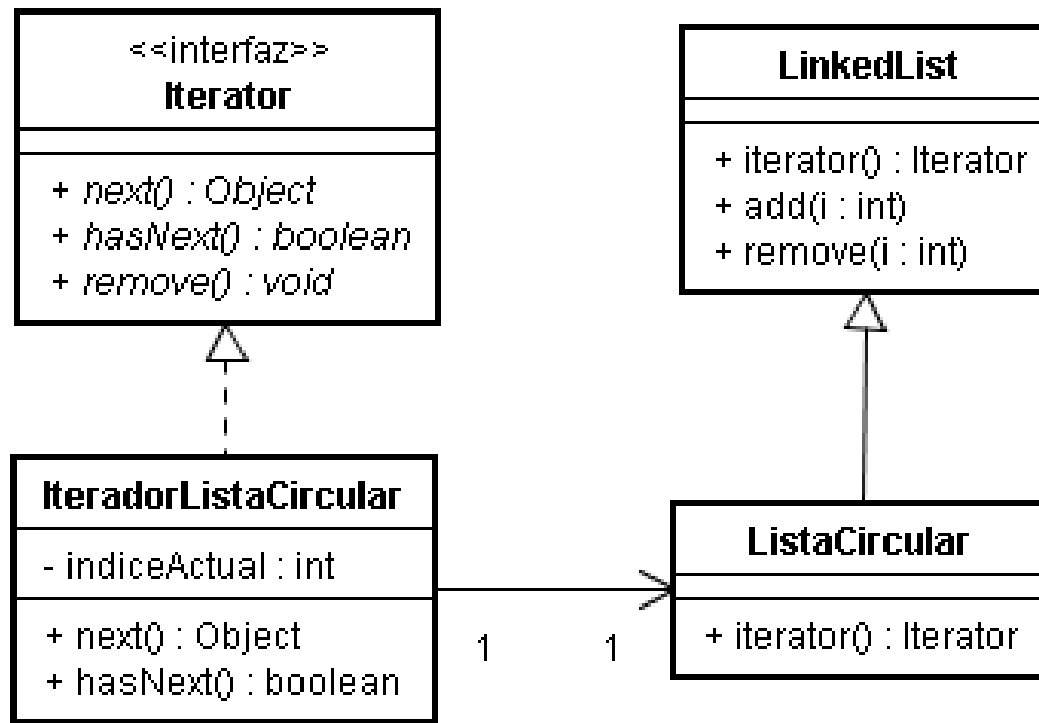 <<interfaz>>
Iterator
+ next() : Object
+ hasNext() : boolean
+ remove() : void
LinkedList
+ iterator() : Iterator
+ add(i : int)
+ remove(i : int)
IteradorListaCircular
- indiceActual : int
+ next() : Object
+ hasNext() : boolean
1 1
ListaCircular
+ iterator() : Iterator